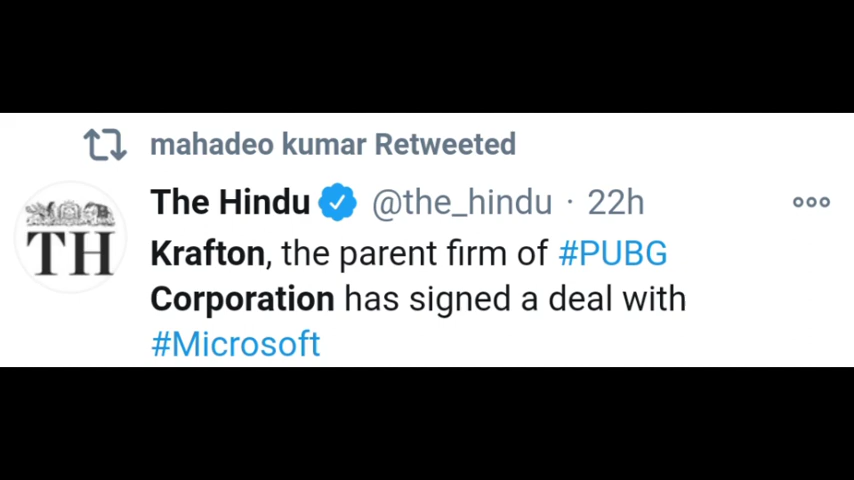 mahadeo kumar Retweeted
The Hindu @the_hindu · 22h
TH
Krafton, the parent firm of #PUBG
Corporation has signed a deal with
#Microsoft